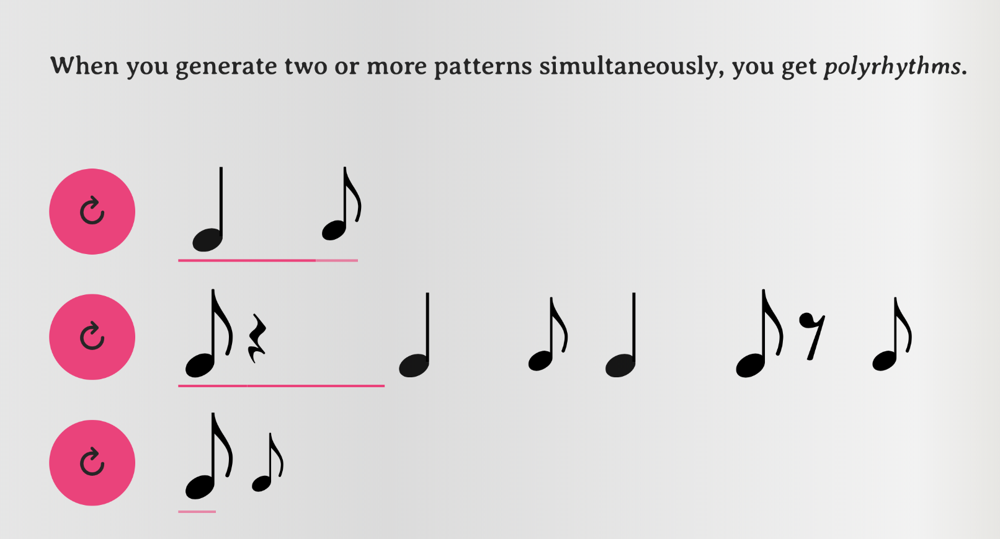 When you generate two or more patterns simultaneously, you get polyrhythms.